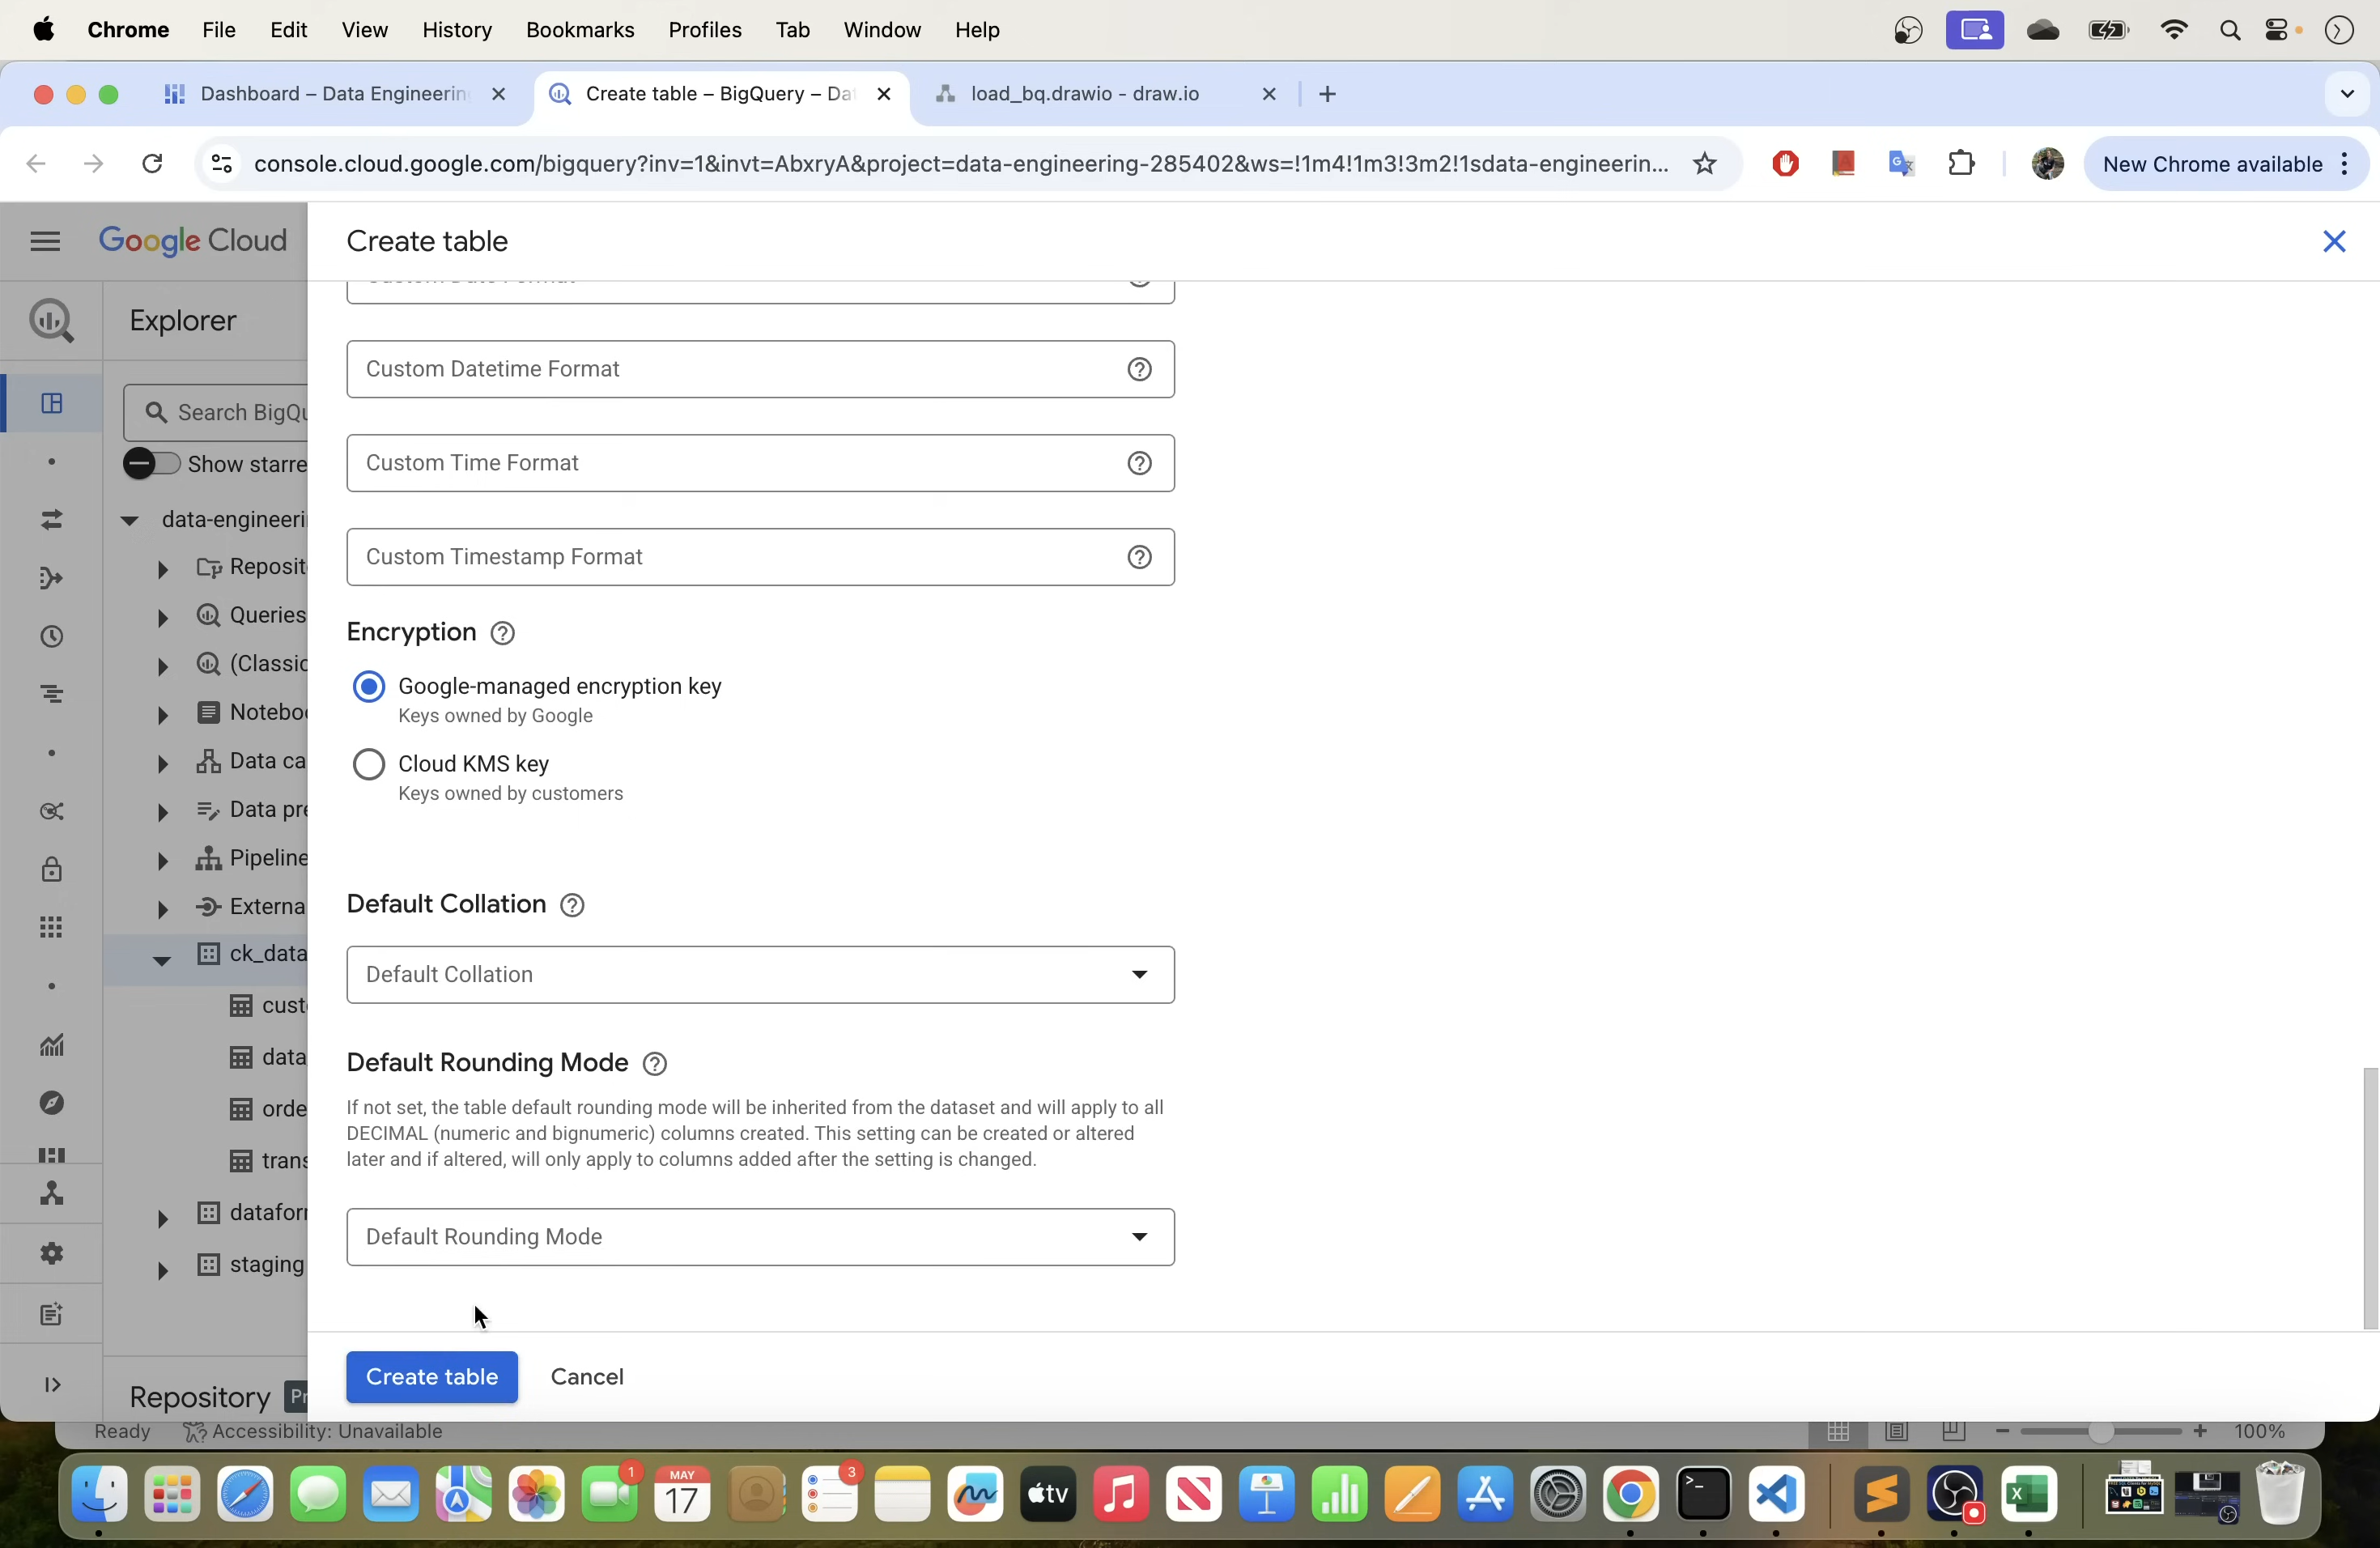 Chrome File Edit View History Bookmarks Profiles Tab Window Help
Dashboard – Data Engineerin
Create table – BigQuery – Dat
load_bq.drawio - draw.io
console.cloud.google.com/bigquery?inv=1&invt=AbxryA&project=data-engineering-285402&ws=!1m4!1m3!3m2!1sdata-engineerin...
New Chrome available
Google Cloud
Create table
Explorer
Search BigQu
Show starre
data-engineeri
Reposit
Queries
(Classic
Notebo
Data ca
Data pre
Pipeline
Externa
ck_data
cust
data
orde
trans
datafor
staging
Repository Pr
Custom Datetime Format
Custom Time Format
Custom Timestamp Format
Encryption
Google-managed encryption key
Keys owned by Google
Cloud KMS key
Keys owned by customers
Default Collation
Default Collation
Default Rounding Mode
If not set, the table default rounding mode will be inherited from the dataset and will apply to all
DECIMAL (numeric and bignumeric) columns created. This setting can be created or altered
later and if altered, will only apply to columns added after the setting is changed.
Default Rounding Mode
Create table Cancel
Ready Accessibility: Unavailable 100%
1
MAY
17
3
tv